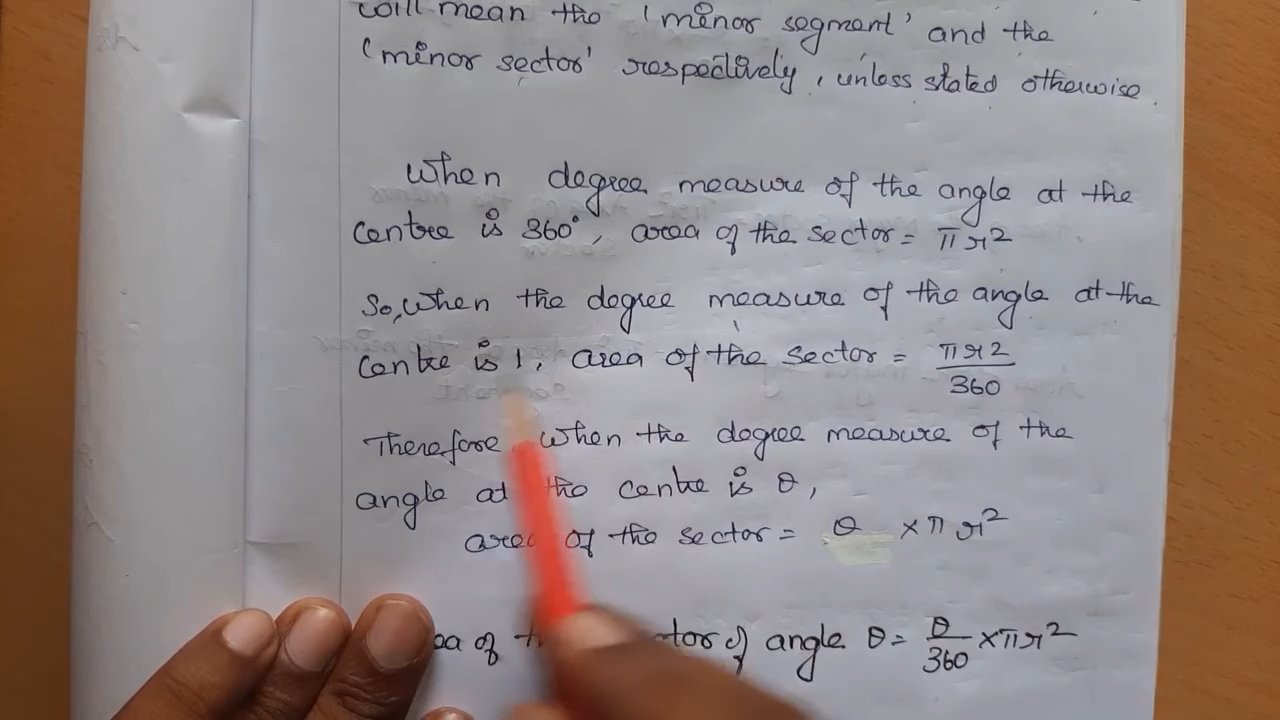 will mean the 'minor segment' and the
'minor sector' respectively, unless stated otherwise.
When degree measure of the angle at the
centre is 360°, area of the sector = πr²
So, when the degree measure of the angle at the
centre is 1, area of the sector = πr2/360
Therefore, when the degree measure of the
angle at the centre is θ,
area of the sector = θ × πr²
of angle θ = θ/360 × πr²